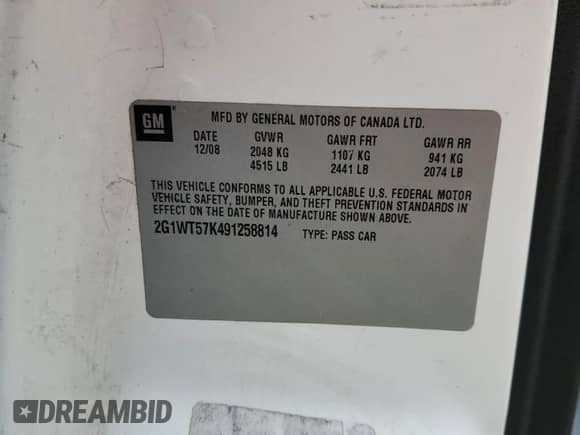 GM
MFD BY GENERAL MOTORS OF CANADA LTD.
DATE GVWR GAWR FRT GAWR RR
12/08 2048 KG 1107 KG 941 KG
4515 LB 2441 LB 2074 LB
THIS VEHICLE CONFORMS TO ALL APPLICABLE U.S. FEDERAL MOTOR
VEHICLE SAFETY, BUMPER, AND THEFT PREVENTION STANDARDS IN
EFFECT ON THE DATE OF MANUFACTURE SHOWN ABOVE.
2G1WT57K491258814 TYPE: PASS CAR
DREAMBID